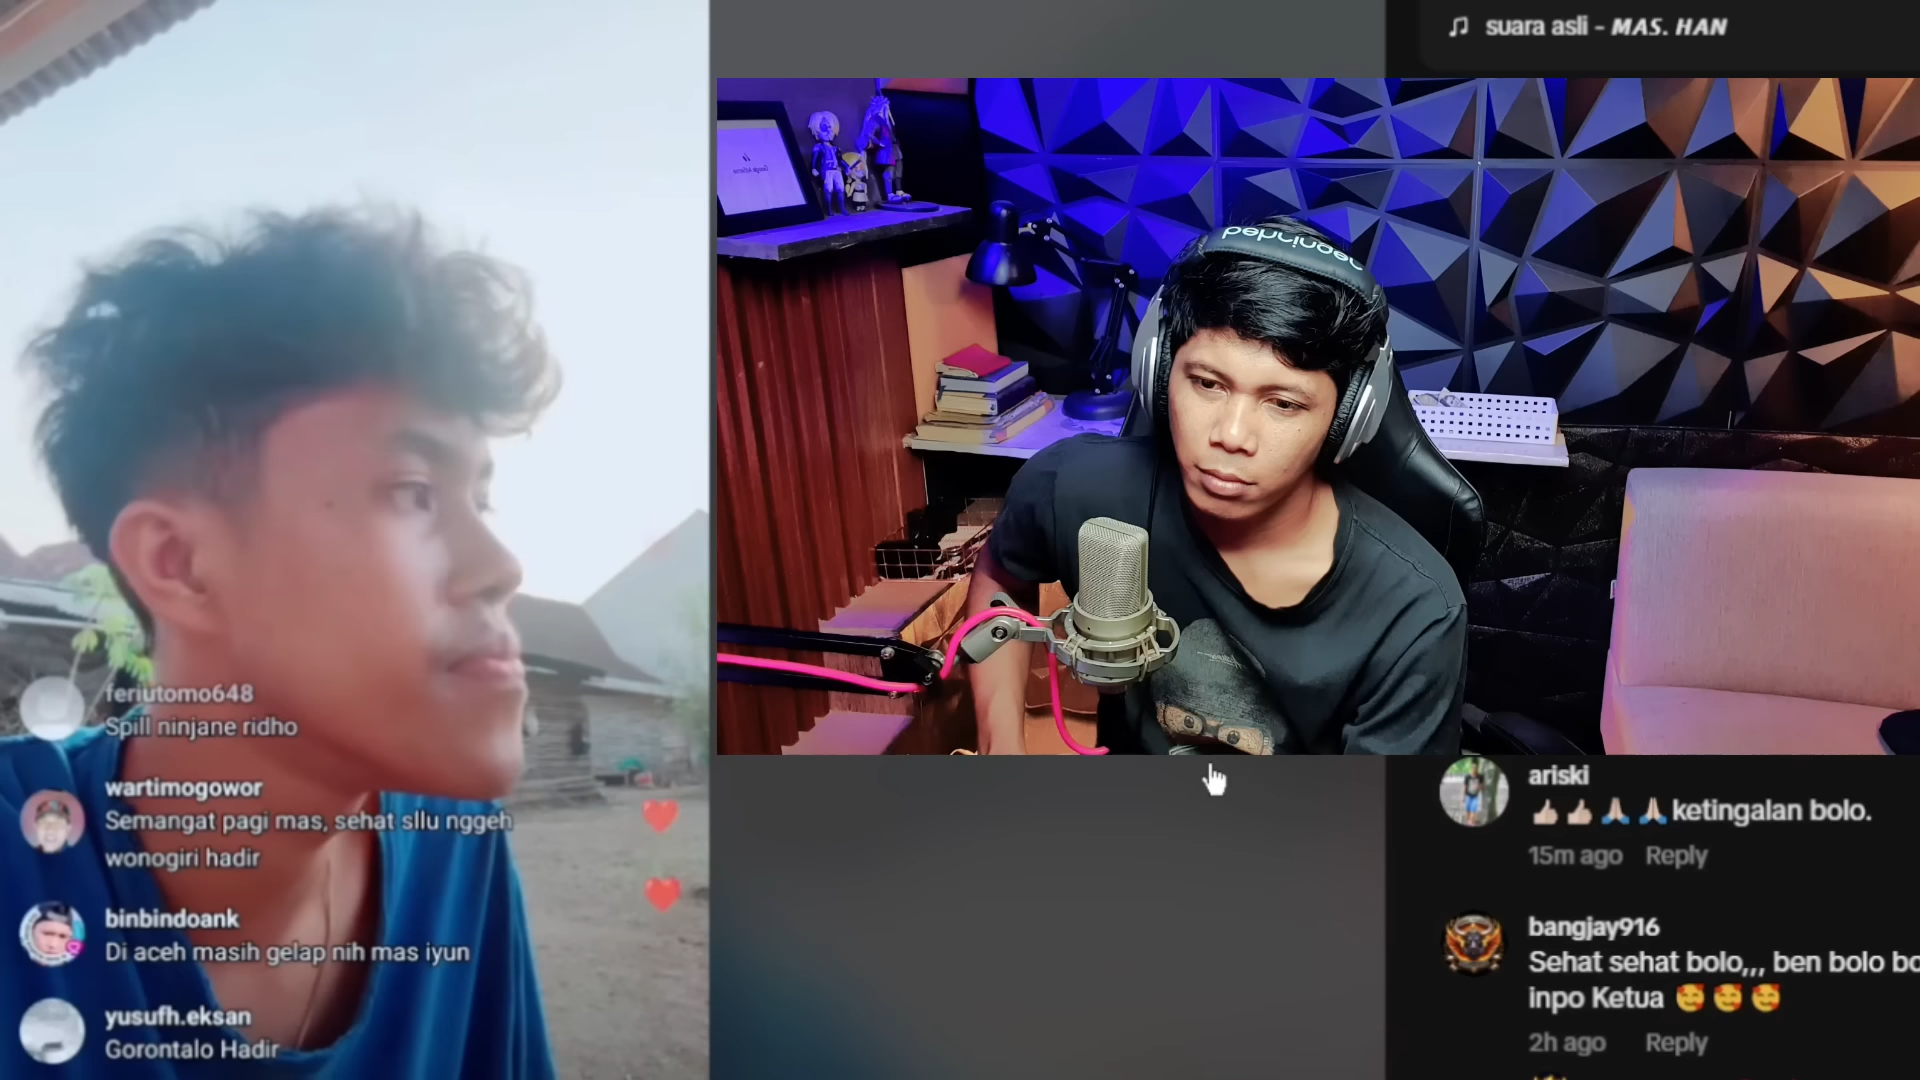 suara asli - MAS. HAN
feriutomo648
Spill ninjane ridho
wartimogowor
Semangat pagi mas, sehat sllu nggeh
wonogiri hadir
binbindoank
Di aceh masih gelap nih mas iyun
yusufh.eksan
Gorontalo Hadir
ariski
👍🏻👍🏻🙏🏻🙏🏻ketingalan bolo.
15m ago Reply
bangjay916
Sehat sehat bolo,,, ben bolo bo
inpo Ketua 🥰🥰🥰
2h ago Reply